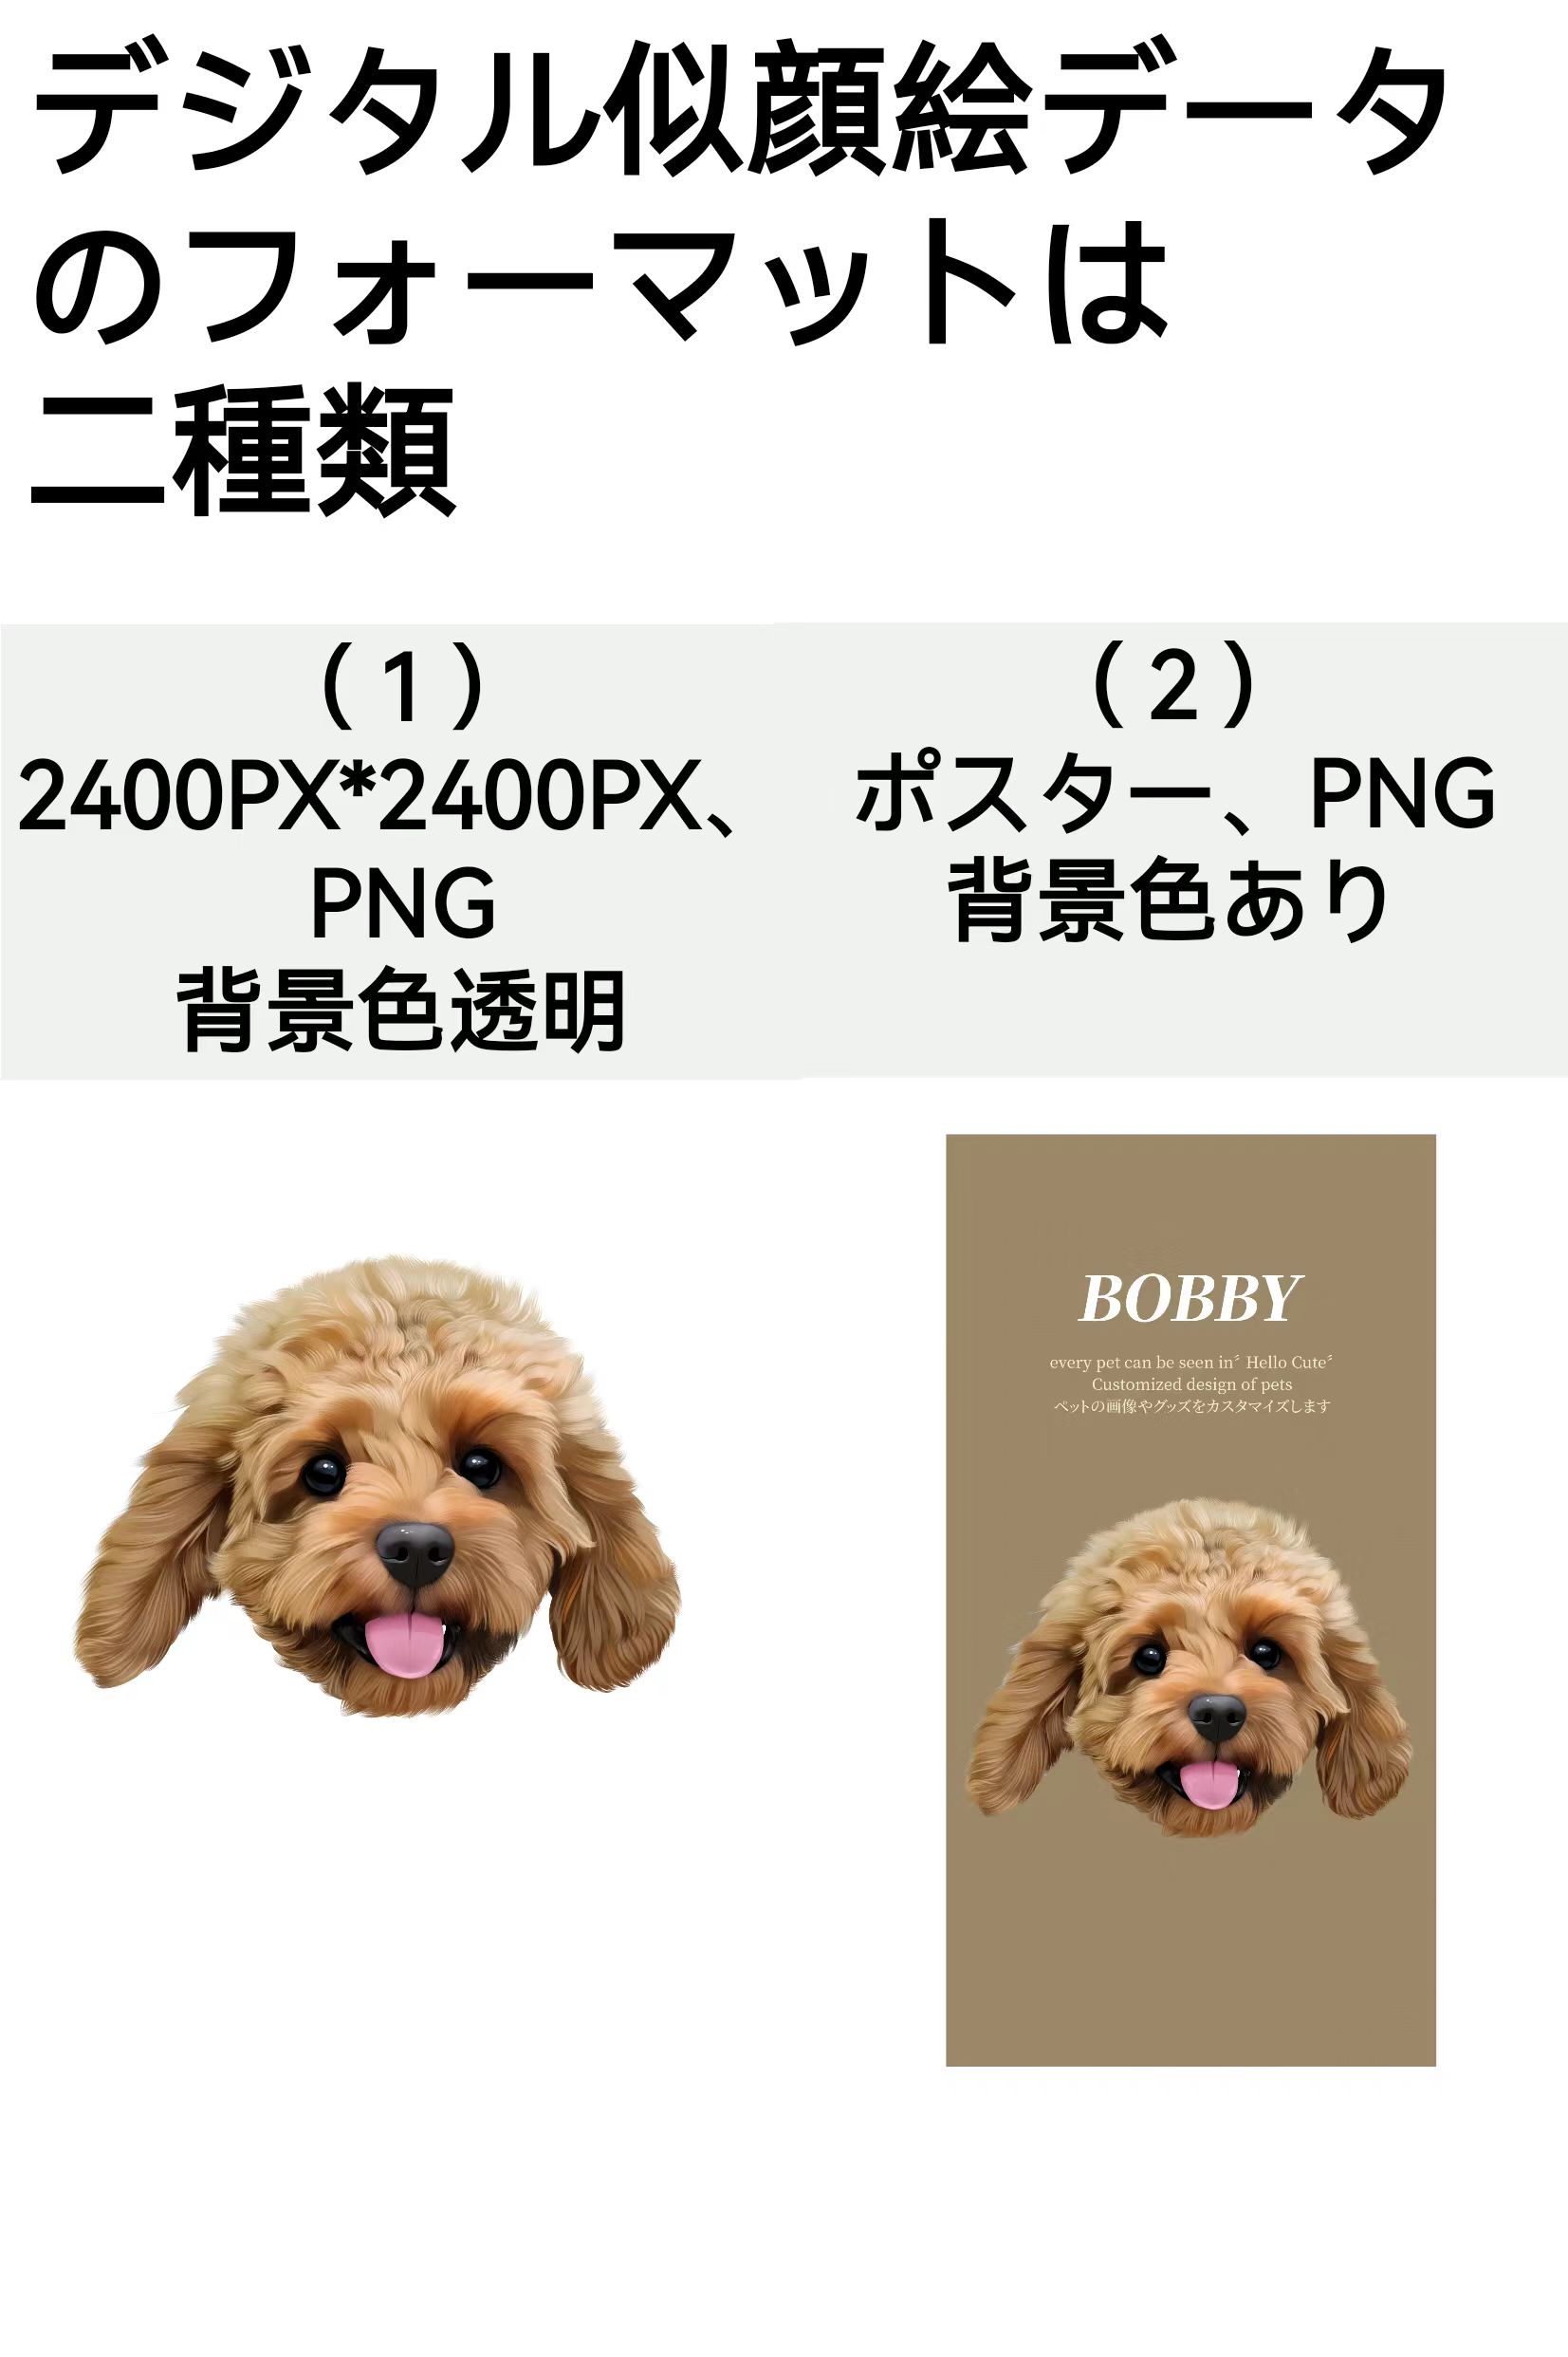 デジタル似顔絵データ
のフォーマットは
二種類
（1）
2400PX*2400PX、
PNG
背景色透明
（2）
ポスター、PNG
背景色あり
BOBBY
every pet can be seen in〞Hello Cute〞
Customized design of pets
ペットの画像やグッズをカスタマイズします